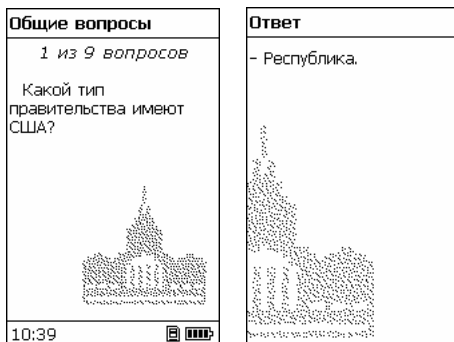 Общие вопросы
1 из 9 вопросов
Какой тип
правительства имеют
США?
10:39
Ответ
- Республика.